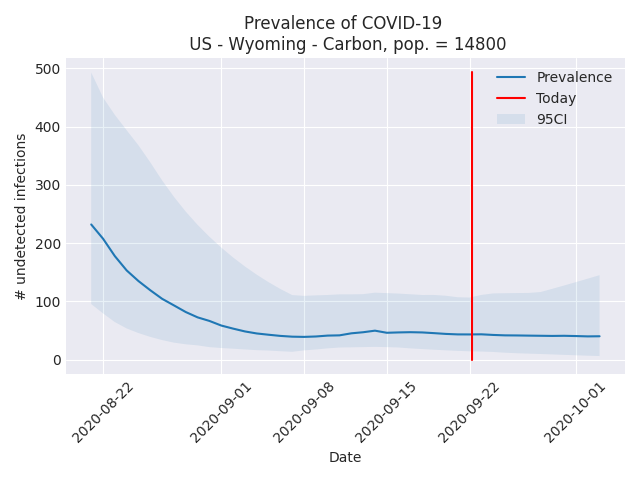 Prevalence of COVID-19
US - Wyoming - Carbon, pop. = 14800
Prevalence
Today
95CI
# undetected infections
500
400
300
200
100
0
2020-08-22
2020-09-01
2020-09-08
2020-09-15
2020-09-22
2020-10-01
Date